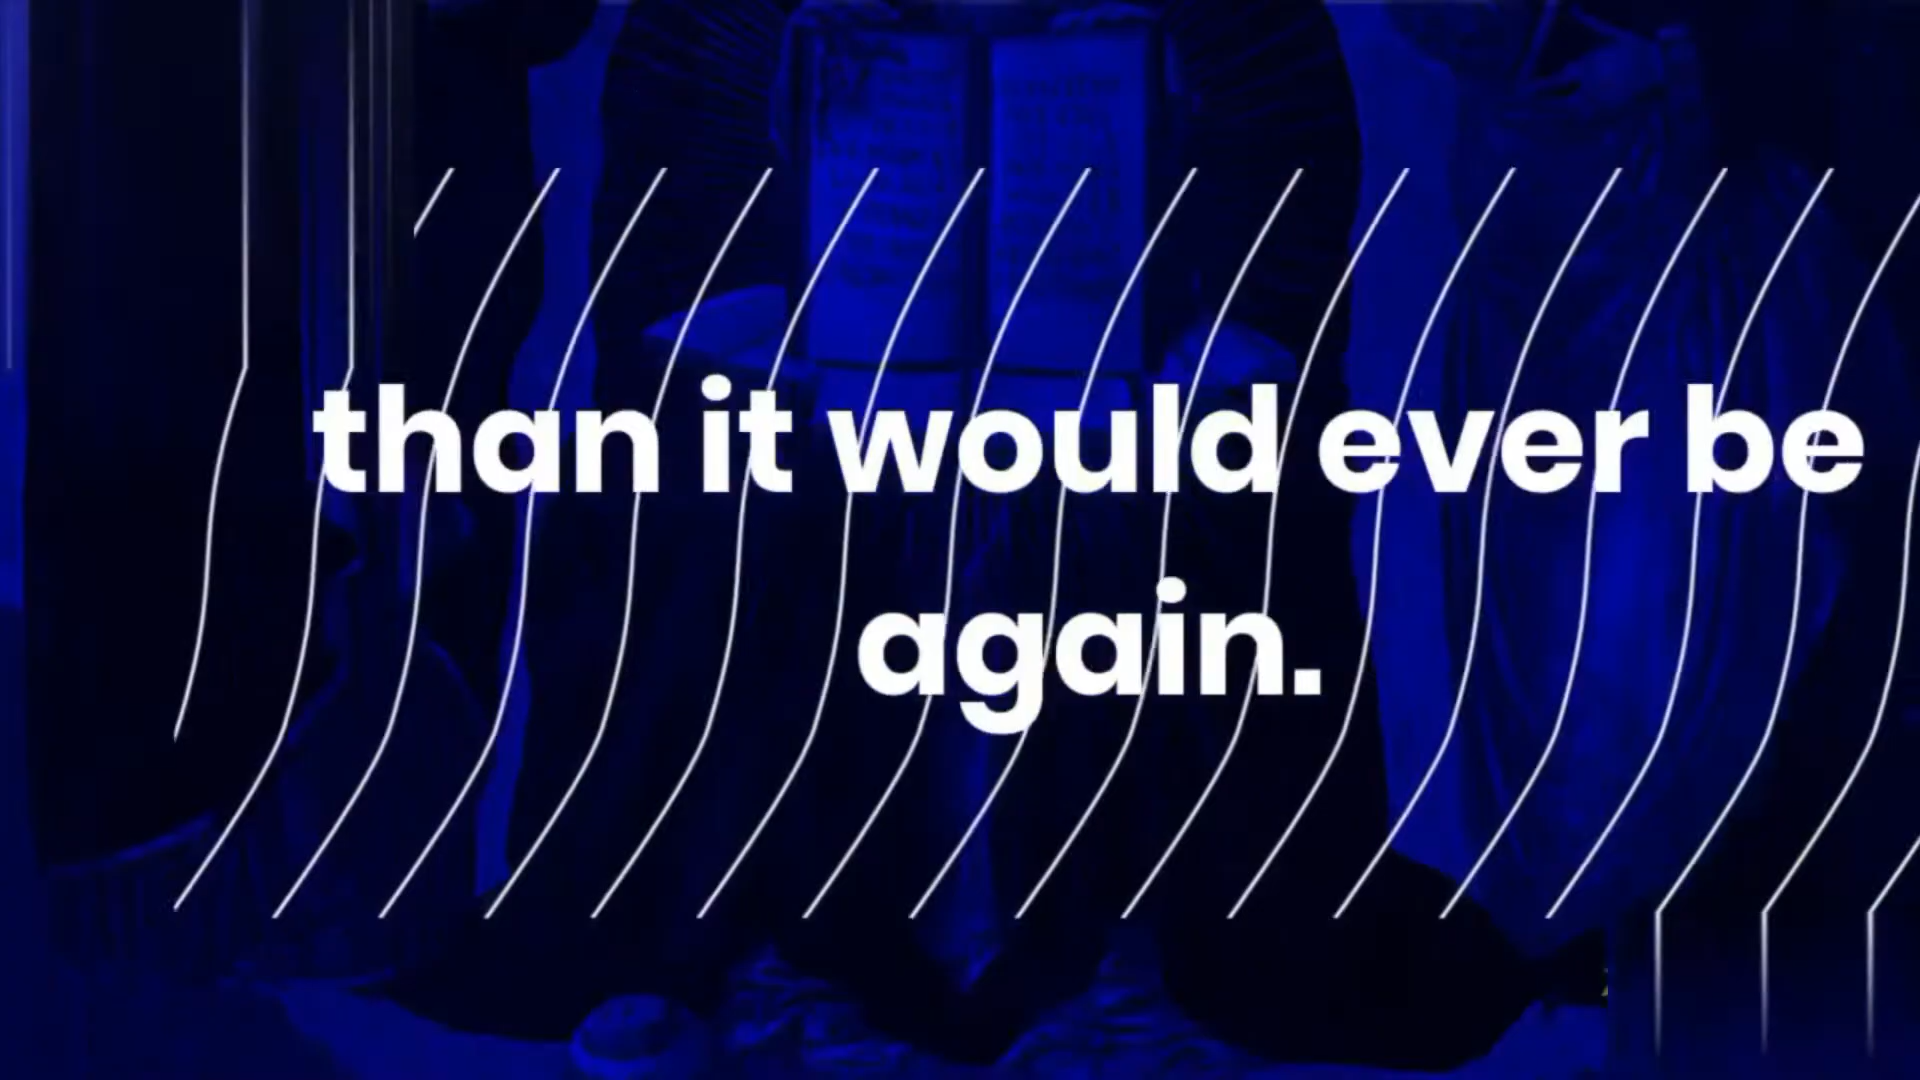 than it would ever be
again.